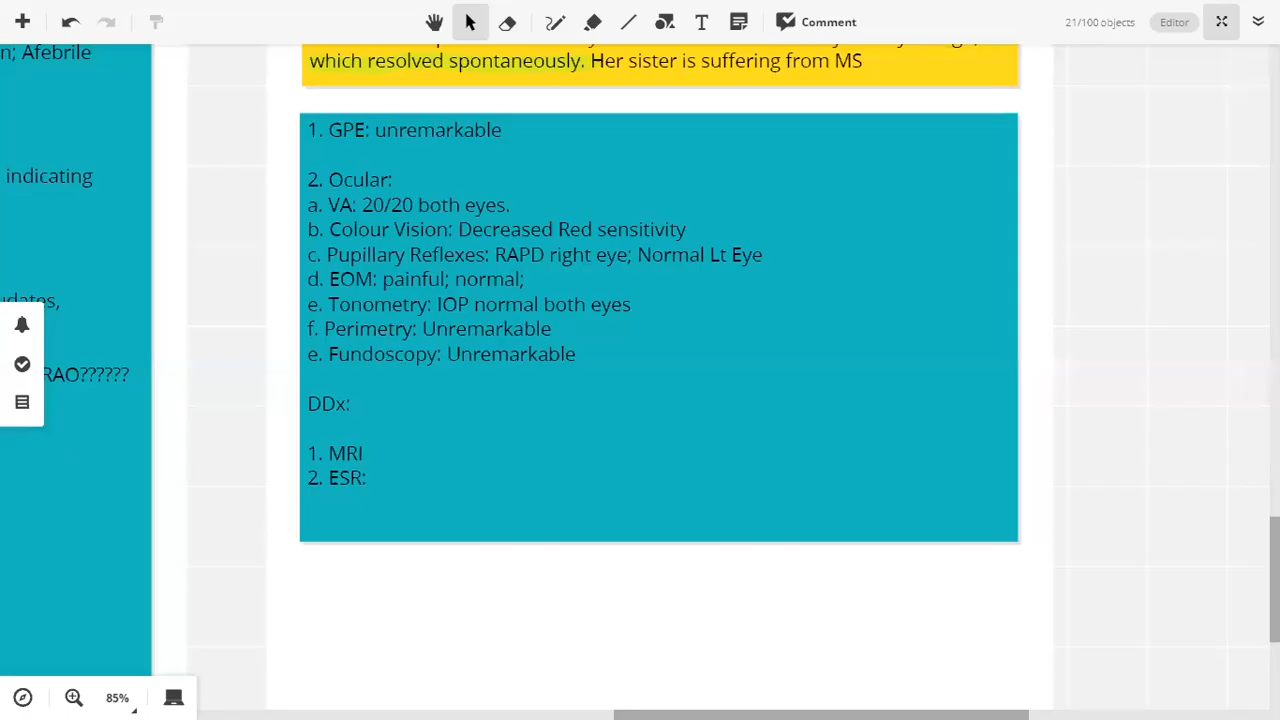 Comment
21/100 objects
Editor
n; Afebrile
which resolved spontaneously. Her sister is suffering from MS
1. GPE: unremarkable
indicating
2. Ocular:
a. VA: 20/20 both eyes.
b. Colour Vision: Decreased Red sensitivity
c. Pupillary Reflexes: RAPD right eye; Normal Lt Eye
d. EOM: painful; normal;
e. Tonometry: IOP normal both eyes
f. Perimetry: Unremarkable
e. Fundoscopy: Unremarkable
RAO??????
DDx:
1. MRI
2. ESR:
85%